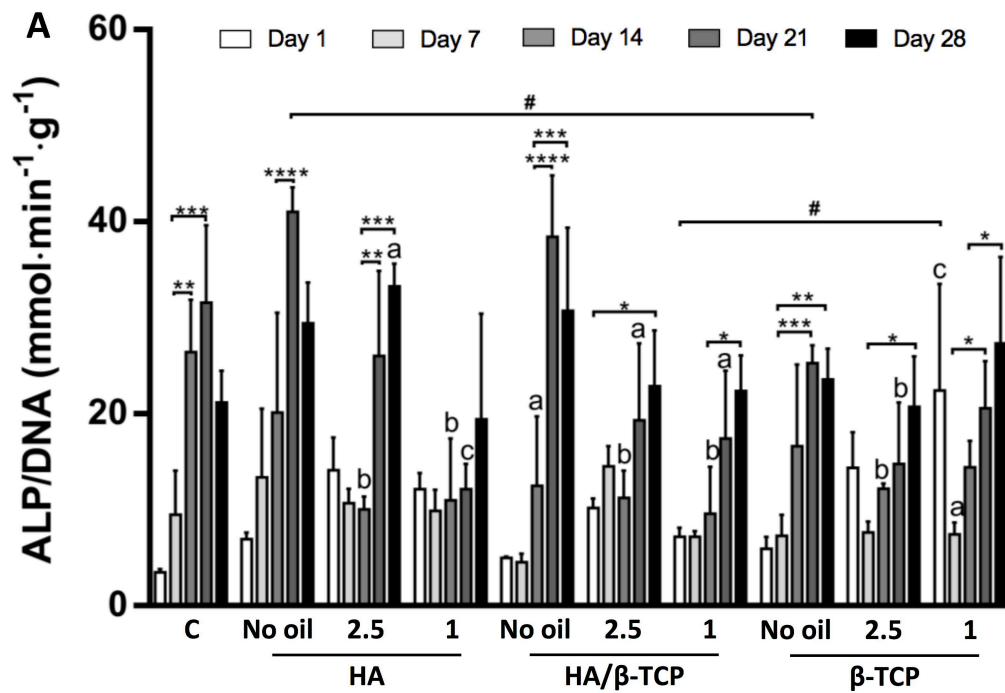 A
60
Day 1 Day 7 Day 14 Day 21 Day 28
#
***
****
****
***
#
*
***
a
c
**
**
**
*
***
a
*
*
*
a
b
a
b
c
b
b
b
b
a
40
20
0
ALP/DNA (mmol·min⁻¹·g⁻¹)
C No oil 2.5 1 No oil 2.5 1 No oil 2.5 1
HA HA/β-TCP β-TCP